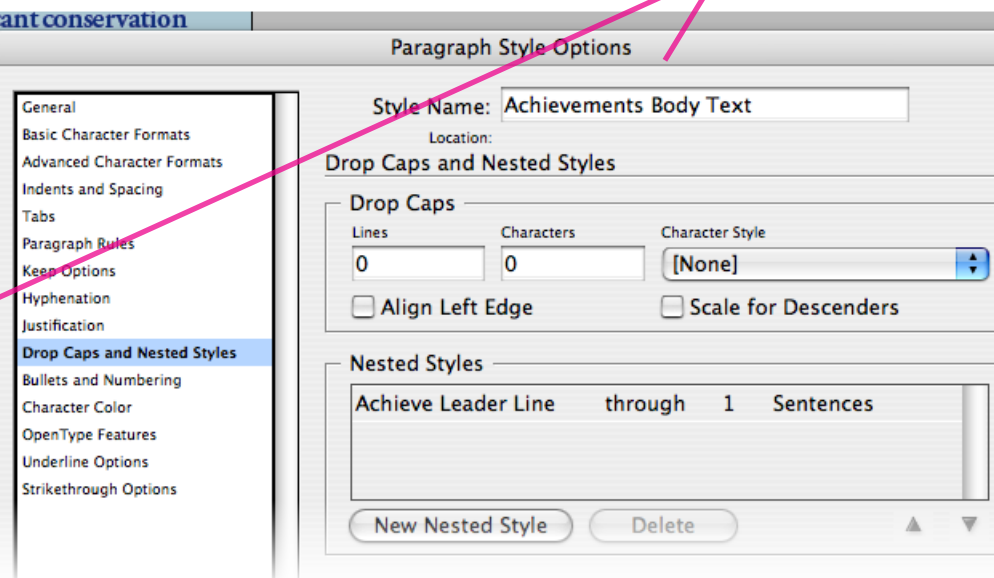 ant conservation
Paragraph Style Options
General
Basic Character Formats
Advanced Character Formats
Indents and Spacing
Tabs
Paragraph Rules
Keep Options
Hyphenation
Justification
Drop Caps and Nested Styles
Bullets and Numbering
Character Color
OpenType Features
Underline Options
Strikethrough Options
Style Name: Achievements Body Text
Location:
Drop Caps and Nested Styles
Drop Caps
Lines Characters Character Style
0 0 [None]
Align Left Edge Scale for Descenders
Nested Styles
Achieve Leader Line through 1 Sentences
New Nested Style Delete